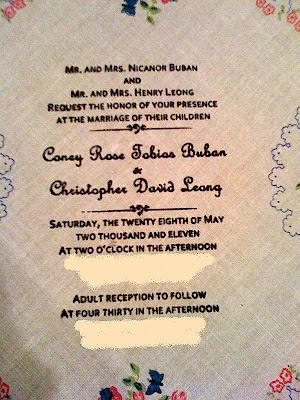 Mr. and Mrs. Nicanor Buban
and
Mr. and Mrs. Henry Leong
Request the honor of your presence
at the marriage of their children
Coney Rose Tobias Buban
&
Christopher David Leong
Saturday, the twenty eighth of May
two thousand and eleven
At two o'clock in the afternoon
Adult reception to follow
At four thirty in the afternoon